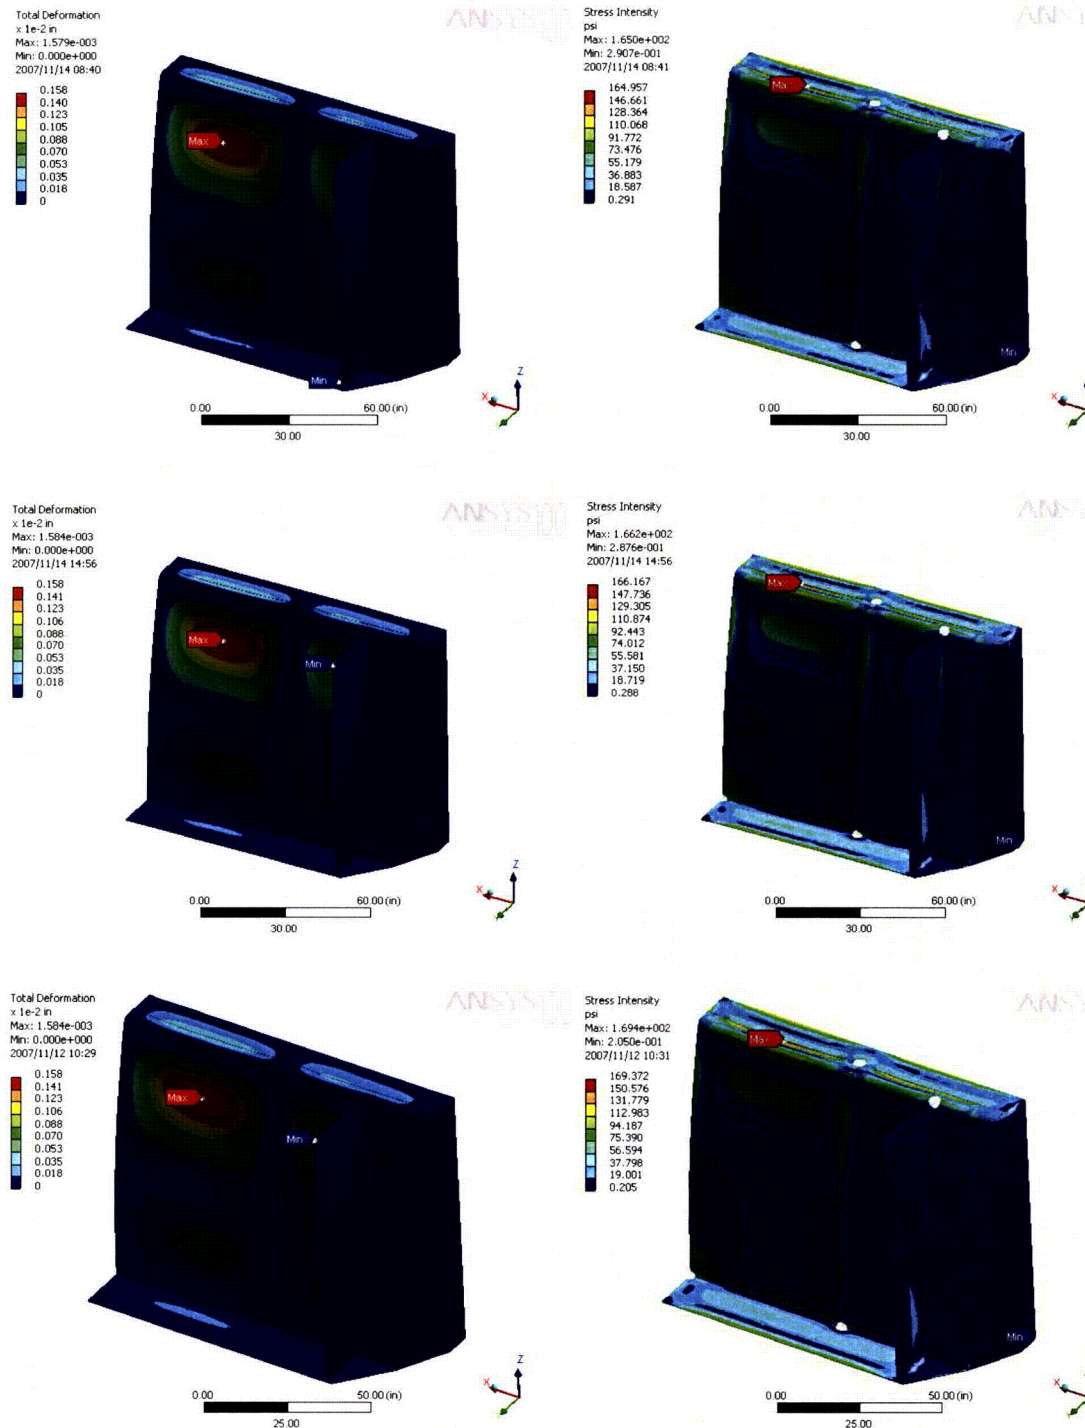 Total Deformation
x 1e-2 in
Max: 1.579e-003
Min: 0.000e+000
2007/11/14 08:40
0.158
0.140
0.123
0.105
0.088
0.070
0.053
0.035
0.018
0
ANSYS
Max
Min
Z
X
0.00
60.00 (in)
30.00
Stress Intensity
psi
Max: 1.650e+002
Min: 2.907e-001
2007/11/14 08:41
164.957
146.661
128.364
110.068
91.772
73.476
55.179
36.883
18.587
0.291
ANS
Ma
Min
X
0.00
60.00 (in)
30.00
Total Deformation
x 1e-2 in
Max: 1.584e-003
Min: 0.000e+000
2007/11/14 14:56
0.158
0.141
0.123
0.106
0.088
0.070
0.053
0.035
0.018
0
ANSYS
Max
Min
Z
X
0.00
60.00 (in)
30.00
Stress Intensity
psi
Max: 1.662e+002
Min: 2.876e-001
2007/11/14 14:56
166.167
147.736
129.305
110.874
92.443
74.012
55.581
37.150
18.719
0.288
ANS
Max
Min
X
0.00
60.00 (in)
30.00
Total Deformation
x 1e-2 in
Max: 1.584e-003
Min: 0.000e+000
2007/11/12 10:29
0.158
0.141
0.123
0.106
0.088
0.070
0.053
0.035
0.018
0
ANSYS
Max
Min
Z
X
0.00
50.00 (in)
25.00
Stress Intensity
psi
Max: 1.694e+002
Min: 2.050e-001
2007/11/12 10:31
169.372
150.576
131.779
112.983
94.187
75.390
56.594
37.798
19.001
0.205
ANS
Max
Min
X
0.00
50.00 (in)
25.00